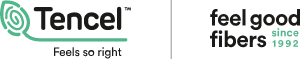 Tencel™
Feels so right
feel good
fibers since
1992